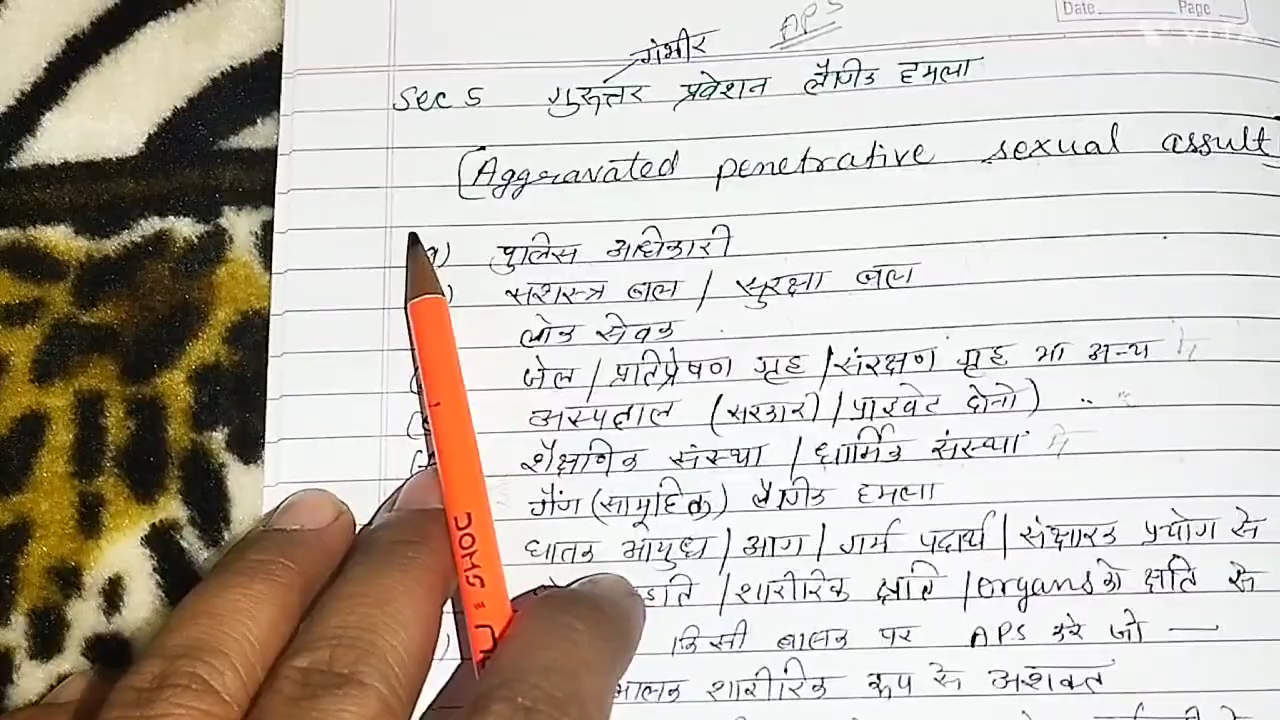 APS
Date Page
गंभीर
Sec 5 गुरूत्तर प्रवेशन लैंगिक हमला
(Aggravated penetrative sexual assult
a) पुलिस अधिकारी
) सशस्त्र बल / सुरक्षा बल
लोक सेवक
जेल / प्रतिप्रेषण गृह / संरक्षण गृह या अन्य में
अस्पताल (सरकारी / प्राइवेट दोनो) ..
शैक्षणिक संस्था / धार्मिक संस्था में
गैंग (सामूहिक) लैंगिक हमला
घातक आयुध / आग / गर्म पदार्थ / संक्षारक प्रयोग से
/ शारीरिक क्षति / organs को क्षति से
) किसी बालक पर APS करे जो —
बालक शारीरिक रूप से अशक्त
DOMS